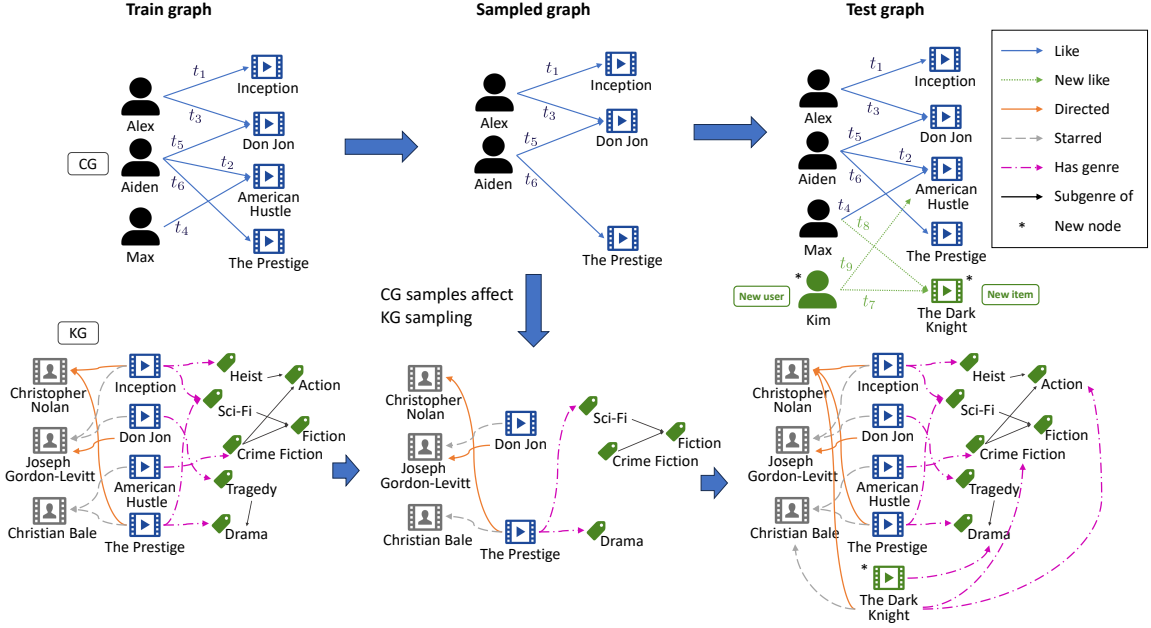 Train graph
Sampled graph
Test graph
CG
Alex
Aiden
Max
t1
t3
t5
t2
t6
t4
Inception
Don Jon
American
Hustle
The Prestige
Alex
Aiden
t1
t3
t5
t6
Inception
Don Jon
The Prestige
CG samples affect
KG sampling
Alex
Aiden
Max
t1
t3
t5
t2
t6
t4
t8
t9
t7
Inception
Don Jon
American
Hustle
The Prestige
New user
*
Kim
*
The Dark
Knight
New item
Like
New like
Directed
Starred
Has genre
Subgenre of
* New node
KG
Christopher
Nolan
Joseph
Gordon-Levitt
Christian Bale
Inception
Don Jon
American
Hustle
The Prestige
Heist
Action
Sci-Fi
Fiction
Crime Fiction
Tragedy
Drama
Christopher
Nolan
Joseph
Gordon-Levitt
Christian Bale
Don Jon
The Prestige
Sci-Fi
Fiction
Crime Fiction
Drama
Christopher
Nolan
Joseph
Gordon-Levitt
Christian Bale
Inception
Don Jon
American
Hustle
The Prestige
Heist
Action
Sci-Fi
Fiction
Crime Fiction
Tragedy
Drama
*
The Dark
Knight